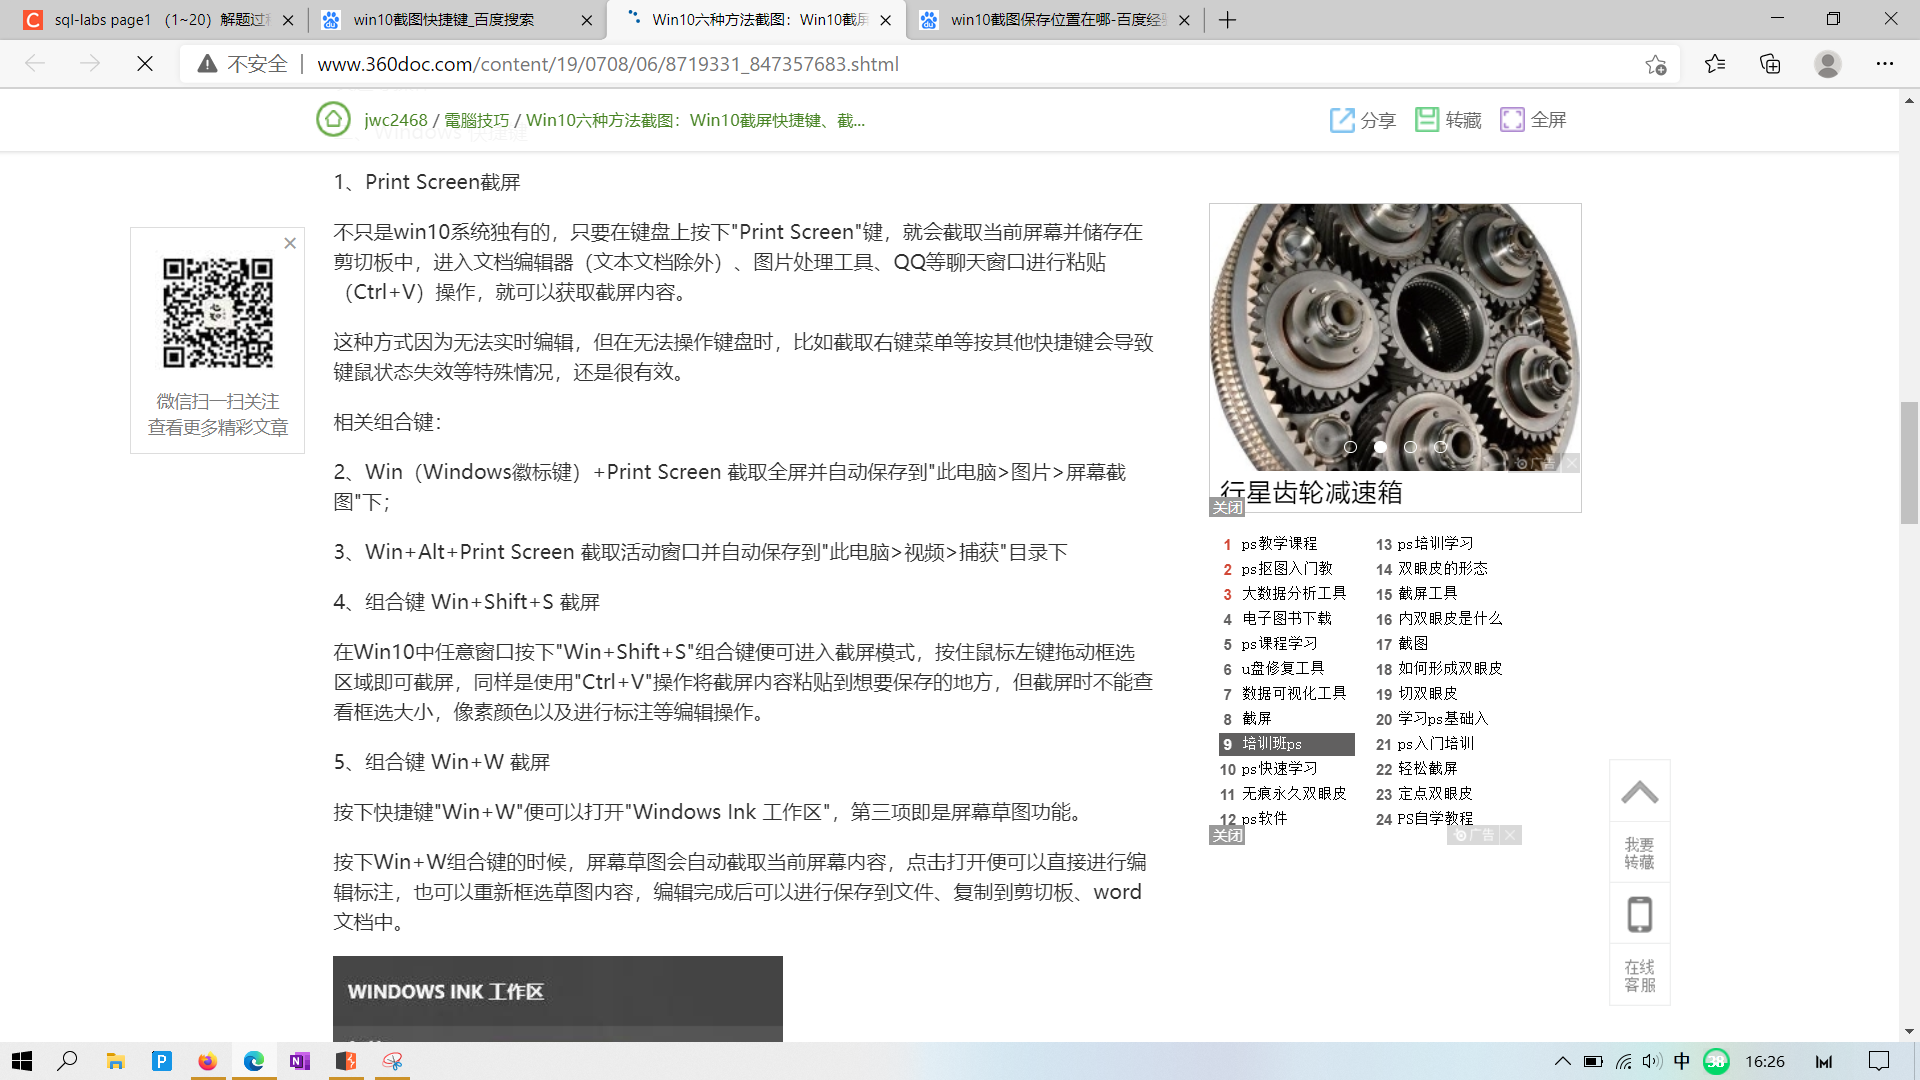 sql-labs page1 （1~20）解题过
win10截图快捷键_百度搜索
Win10六种方法截图：Win10截屏
win10截图保存位置在哪-百度经
不安全
www.360doc.com/content/19/0708/06/8719331_847357683.shtml
jwc2468 / 電腦技巧 / Win10六种方法截图：Win10截屏快捷键、截...
分享 转藏 全屏
1、Print Screen截屏
不只是win10系统独有的，只要在键盘上按下"Print Screen"键，就会截取当前屏幕并储存在
剪切板中，进入文档编辑器（文本文档除外）、图片处理工具、QQ等聊天窗口进行粘贴
（Ctrl+V）操作，就可以获取截屏内容。
这种方式因为无法实时编辑，但在无法操作键盘时，比如截取右键菜单等按其他快捷键会导致
键鼠状态失效等特殊情况，还是很有效。
相关组合键：
2、Win（Windows徽标键）+Print Screen 截取全屏并自动保存到"此电脑>图片>屏幕截
图"下；
3、Win+Alt+Print Screen 截取活动窗口并自动保存到"此电脑>视频>捕获"目录下
4、组合键 Win+Shift+S 截屏
在Win10中任意窗口按下"Win+Shift+S"组合键便可进入截屏模式，按住鼠标左键拖动框选
区域即可截屏，同样是使用"Ctrl+V"操作将截屏内容粘贴到想要保存的地方，但截屏时不能查
看框选大小，像素颜色以及进行标注等编辑操作。
5、组合键 Win+W 截屏
按下快捷键"Win+W"便可以打开"Windows Ink 工作区"，第三项即是屏幕草图功能。
按下Win+W组合键的时候，屏幕草图会自动截取当前屏幕内容，点击打开便可以直接进行编
辑标注，也可以重新框选草图内容，编辑完成后可以进行保存到文件、复制到剪切板、word
文档中。
WINDOWS INK 工作区
微信扫一扫关注
查看更多精彩文章
广告
行星齿轮减速箱
关闭
1 ps教学课程
2 ps抠图入门教
3 大数据分析工具
4 电子图书下载
5 ps课程学习
6 u盘修复工具
7 数据可视化工具
8 截屏
9 培训班ps
10 ps快速学习
11 无痕永久双眼皮
12 ps软件
13 ps培训学习
14 双眼皮的形态
15 截屏工具
16 内双眼皮是什么
17 截图
18 如何形成双眼皮
19 切双眼皮
20 学习ps基础入
21 ps入门培训
22 轻松截屏
23 定点双眼皮
24 PS自学教程
关闭
广告
我要
转藏
在线
客服
中
38
16:26